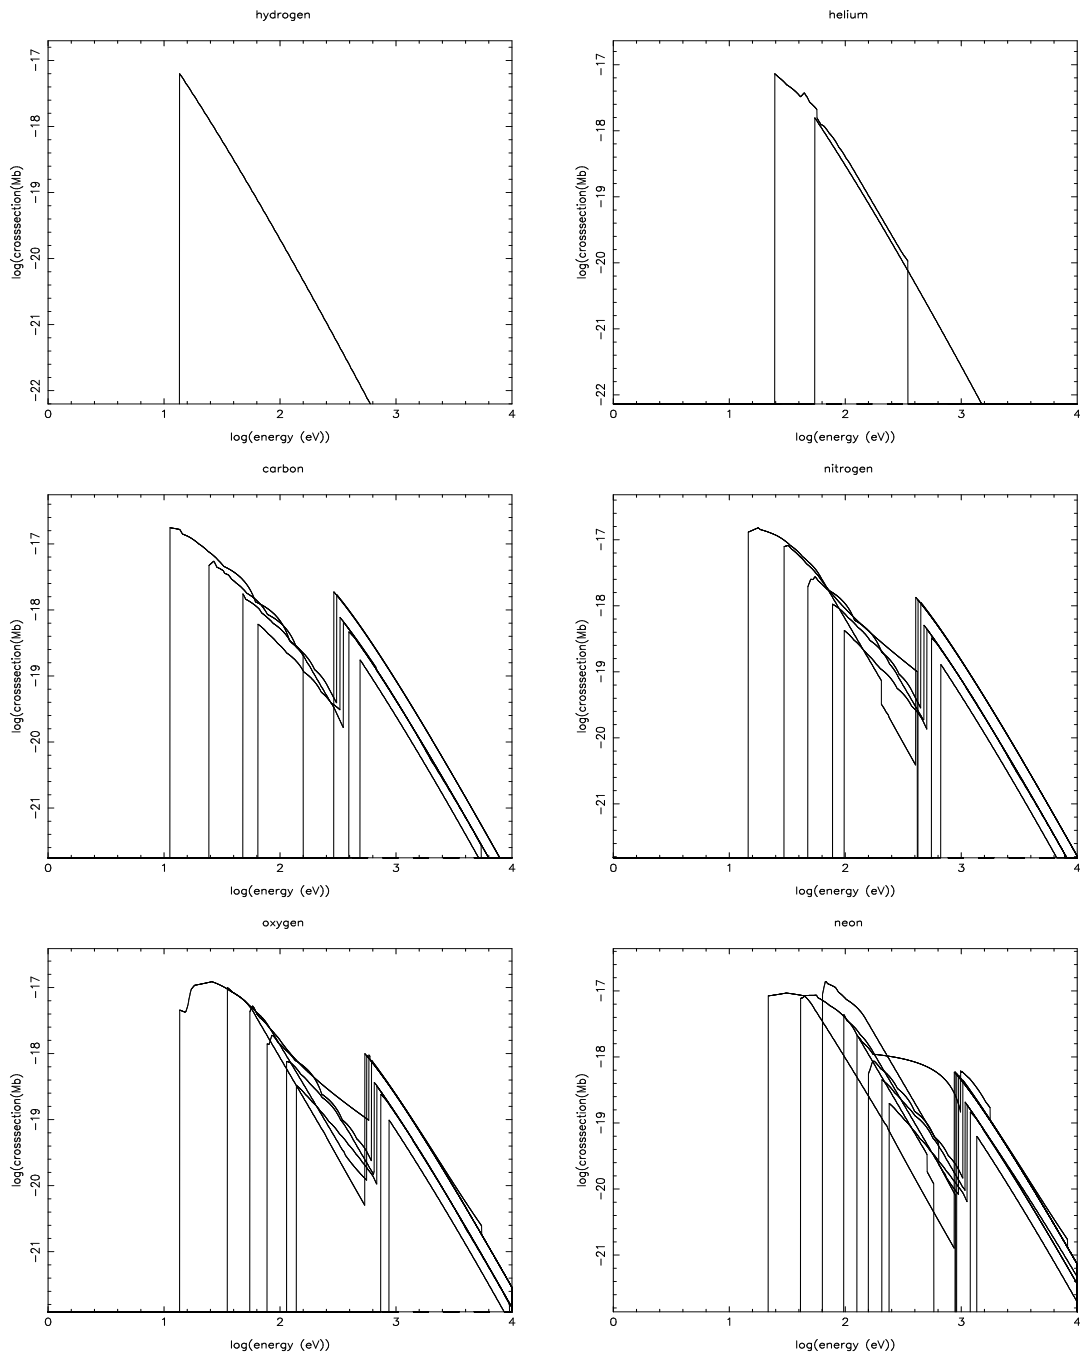 hydrogen
helium
log(crosssection(Mb)
-17
-18
-19
-20
-21
-22
0 1 2 3 4
log(energy (eV))
log(crosssection(Mb)
-17
-18
-19
-20
-21
-22
0 1 2 3 4
log(energy (eV))
carbon
nitrogen
log(crosssection(Mb)
-17
-18
-19
-20
-21
0 1 2 3 4
log(energy (eV))
log(crosssection(Mb)
-17
-18
-19
-20
-21
0 1 2 3 4
log(energy (eV))
oxygen
neon
log(crosssection(Mb)
-17
-18
-19
-20
-21
0 1 2 3 4
log(energy (eV))
log(crosssection(Mb)
-17
-18
-19
-20
-21
0 1 2 3 4
log(energy (eV))